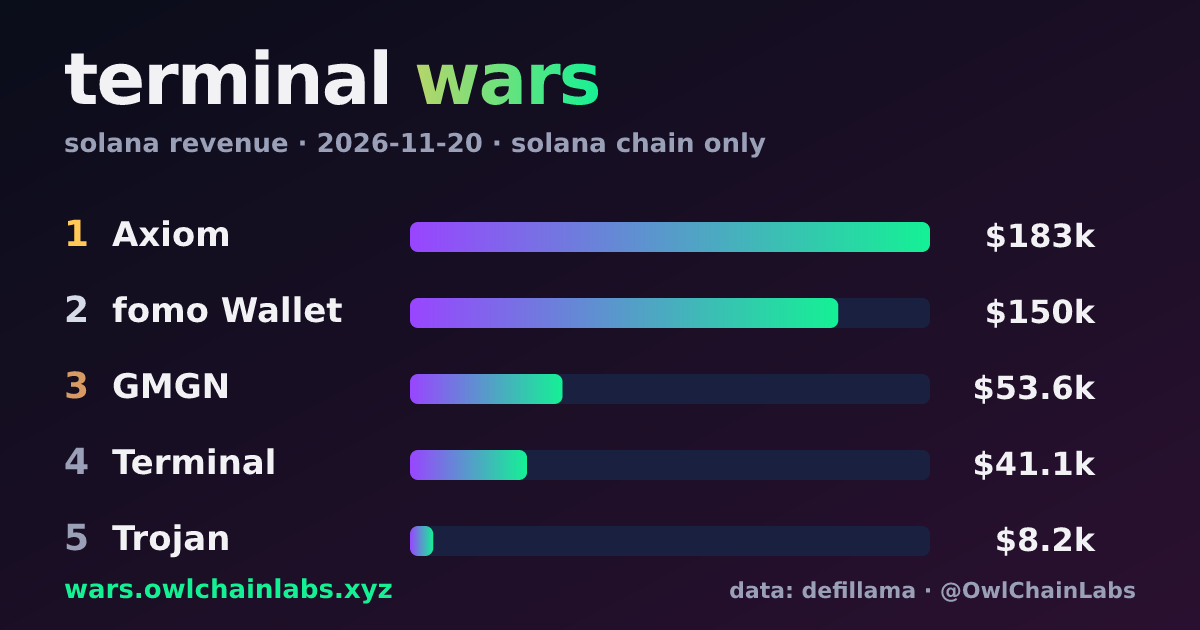 terminal wars
solana revenue · 2026-11-20 · solana chain only
1 Axiom $183k
2 fomo Wallet $150k
3 GMGN $53.6k
4 Terminal $41.1k
5 Trojan $8.2k
wars.owlchainlabs.xyz data: defillama · @OwlChainLabs